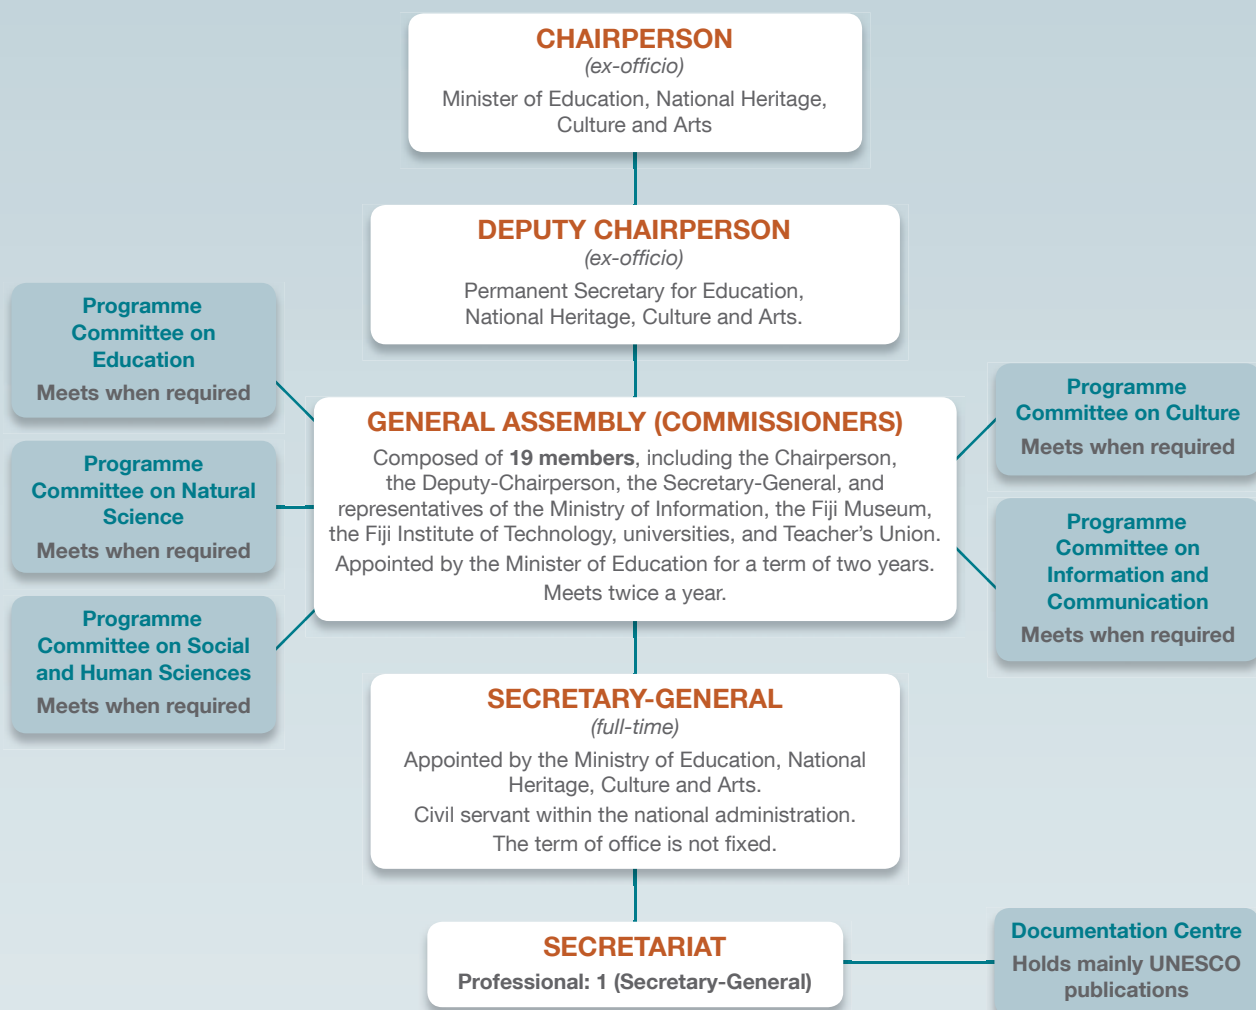 CHAIRPERSON
(ex-officio)
Minister of Education, National Heritage,
Culture and Arts
DEPUTY CHAIRPERSON
(ex-officio)
Permanent Secretary for Education,
National Heritage, Culture and Arts.
Programme
Committee on
Education
Meets when required
Programme
Committee on Natural
Science
Meets when required
Programme
Committee on Social
and Human Sciences
Meets when required
GENERAL ASSEMBLY (COMMISSIONERS)
Composed of 19 members, including the Chairperson,
the Deputy-Chairperson, the Secretary-General, and
representatives of the Ministry of Information, the Fiji Museum,
the Fiji Institute of Technology, universities, and Teacher’s Union.
Appointed by the Minister of Education for a term of two years.
Meets twice a year.
Programme
Committee on Culture
Meets when required
Programme
Committee on
Information and
Communication
Meets when required
SECRETARY-GENERAL
(full-time)
Appointed by the Ministry of Education, National
Heritage, Culture and Arts.
Civil servant within the national administration.
The term of office is not fixed.
SECRETARIAT
Professional: 1 (Secretary-General)
Documentation Centre
Holds mainly UNESCO
publications